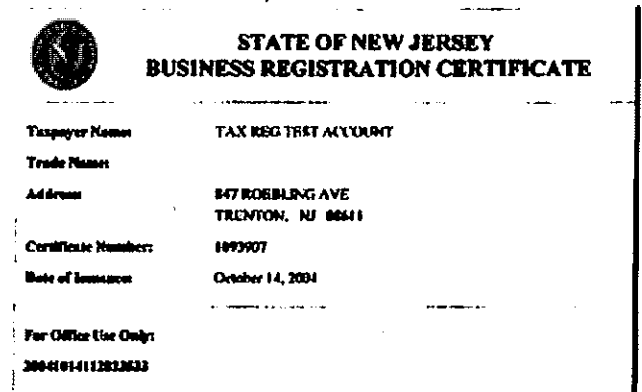 STATE OF NEW JERSEY
BUSINESS REGISTRATION CERTIFICATE
Taxpayer Name: TAX REG TEST ACCOUNT
Trade Name:
Address: 847 ROEBLING AVE
TRENTON, NJ 08611
Certificate Number: 1093907
Date of Issuance: October 14, 2004
For Office Use Only:
20041014112823533